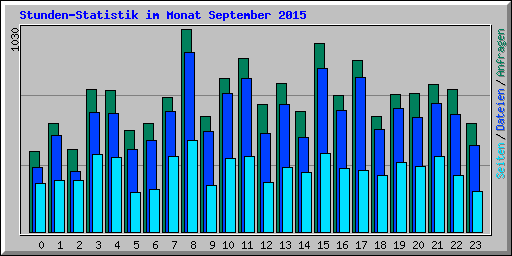 Stunden-Statistik im Monat September 2015
1030
Seiten / Dateien / Anfragen
0 1 2 3 4 5 6 7 8 9 10 11 12 13 14 15 16 17 18 19 20 21 22 23